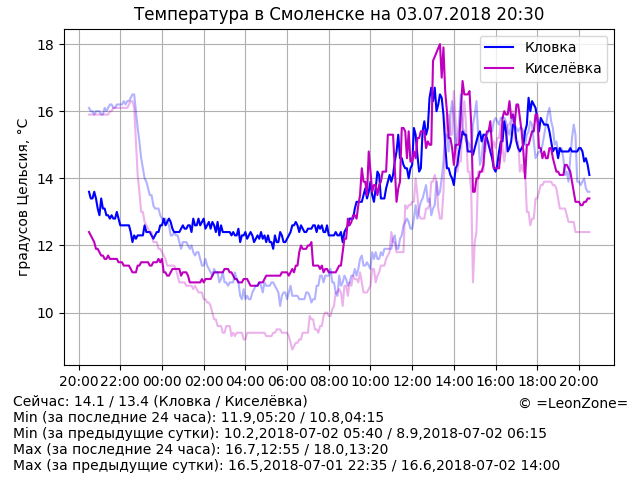 Температура в Смоленске на 03.07.2018 20:30
Кловка
Киселёвка
градусов Цельсия, °C
18
16
14
12
10
20:00 22:00 00:00 02:00 04:00 06:00 08:00 10:00 12:00 14:00 16:00 18:00 20:00
Сейчас: 14.1 / 13.4 (Кловка / Киселёвка)
© =LeonZone=
Min (за последние 24 часа): 11.9,05:20 / 10.8,04:15
Min (за предыдущие сутки): 10.2,2018-07-02 05:40 / 8.9,2018-07-02 06:15
Max (за последние 24 часа): 16.7,12:55 / 18.0,13:20
Max (за предыдущие сутки): 16.5,2018-07-01 22:35 / 16.6,2018-07-02 14:00